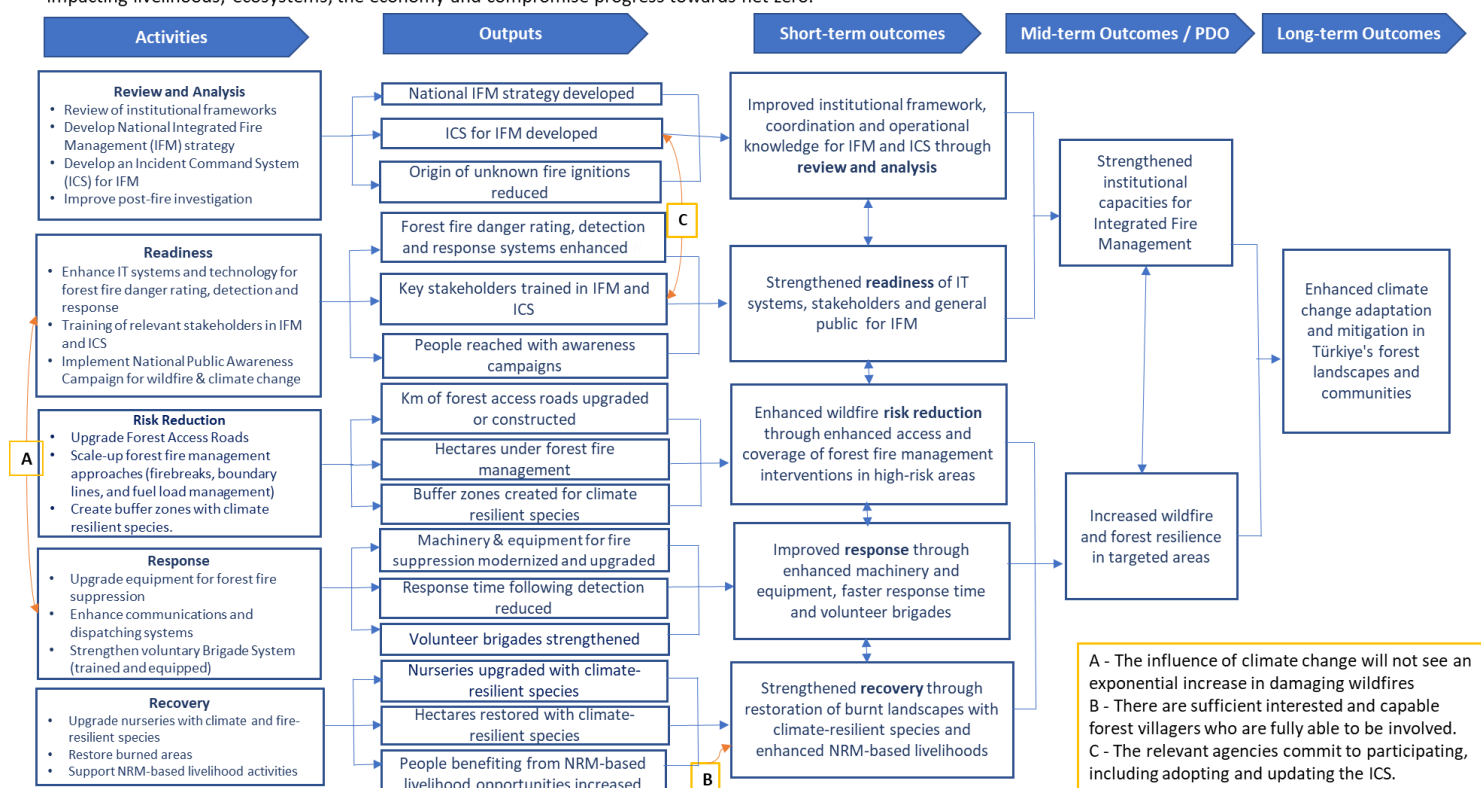 impacting livelihoods, ecosystems, the economy and compromise progress towards net zero.
Activities
Outputs
Short-term outcomes
Mid-term Outcomes / PDO
Long-term Outcomes
Review and Analysis
• Review of institutional frameworks
• Develop National Integrated Fire
Management (IFM) strategy
• Develop an Incident Command System
(ICS) for IFM
• Improve post-fire investigation
Readiness
• Enhance IT systems and technology for
forest fire danger rating, detection and
response
• Training of relevant stakeholders in IFM
and ICS
• Implement National Public Awareness
Campaign for wildfire & climate change
Risk Reduction
• Upgrade Forest Access Roads
• Scale-up forest fire management
approaches (firebreaks, boundary
lines, and fuel load management)
• Create buffer zones with climate
resilient species.
Response
• Upgrade equipment for forest fire
suppression
• Enhance communications and
dispatching systems
• Strengthen voluntary Brigade System
(trained and equipped)
Recovery
• Upgrade nurseries with climate and fire-
resilient species
• Restore burned areas
• Support NRM-based livelihood activities
A
National IFM strategy developed
ICS for IFM developed
Origin of unknown fire ignitions
reduced
Forest fire danger rating, detection
and response systems enhanced
Key stakeholders trained in IFM and
ICS
People reached with awareness
campaigns
Km of forest access roads upgraded
or constructed
Hectares under forest fire
management
Buffer zones created for climate
resilient species
Machinery & equipment for fire
suppression modernized and upgraded
Response time following detection
reduced
Volunteer brigades strengthened
Nurseries upgraded with climate-
resilient species
Hectares restored with climate-
resilient species
People benefiting from NRM-based
livelihood opportunities increased
C
B
Improved institutional framework,
coordination and operational
knowledge for IFM and ICS through
review and analysis
Strengthened readiness of IT
systems, stakeholders and general
public for IFM
Enhanced wildfire risk reduction
through enhanced access and
coverage of forest fire management
interventions in high-risk areas
Improved response through
enhanced machinery and
equipment, faster response time
and volunteer brigades
Strengthened recovery through
restoration of burnt landscapes with
climate-resilient species and
enhanced NRM-based livelihoods
Strengthened
institutional
capacities for
Integrated Fire
Management
Increased wildfire
and forest resilience
in targeted areas
Enhanced climate
change adaptation
and mitigation in
Türkiye's forest
landscapes and
communities
A - The influence of climate change will not see an
exponential increase in damaging wildfires
B - There are sufficient interested and capable
forest villagers who are fully able to be involved.
C - The relevant agencies commit to participating,
including adopting and updating the ICS.